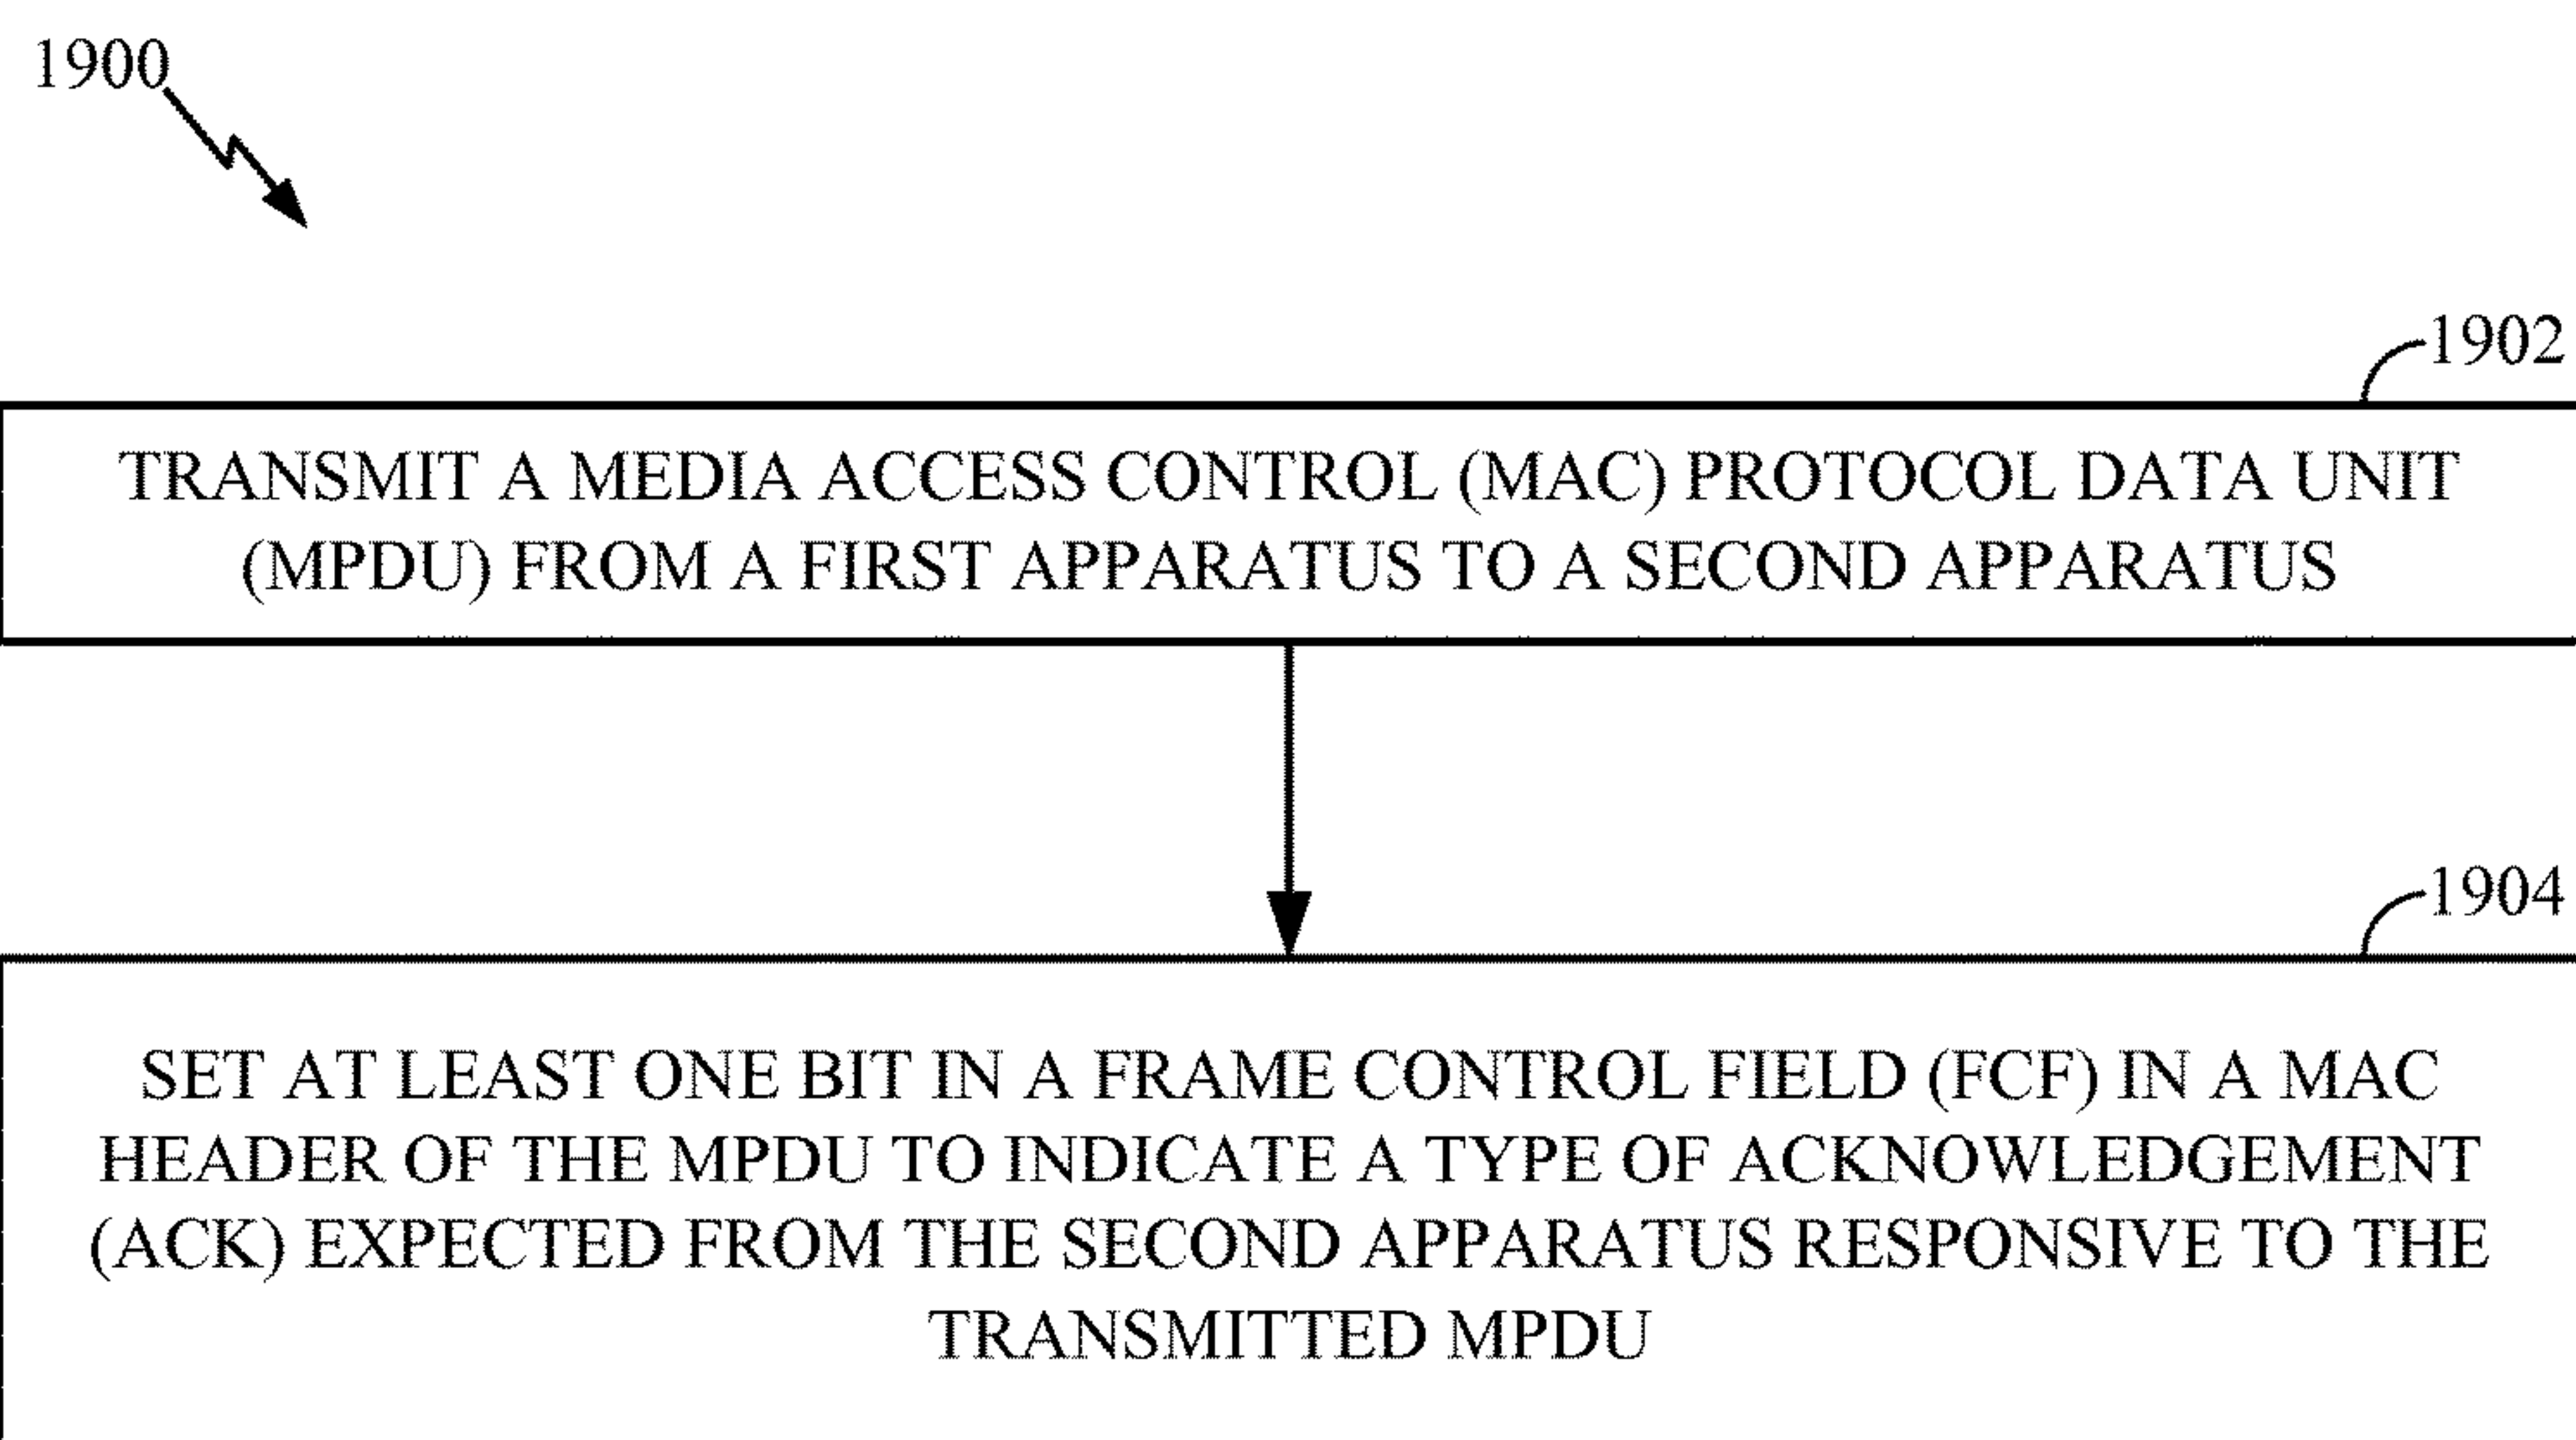 1900
1902
TRANSMIT A MEDIA ACCESS CONTROL (MAC) PROTOCOL DATA UNIT
(MPDU) FROM A FIRST APPARATUS TO A SECOND APPARATUS
1904
SET AT LEAST ONE BIT IN A FRAME CONTROL FIELD (FCF) IN A MAC
HEADER OF THE MPDU TO INDICATE A TYPE OF ACKNOWLEDGEMENT
(ACK) EXPECTED FROM THE SECOND APPARATUS RESPONSIVE TO THE
TRANSMITTED MPDU